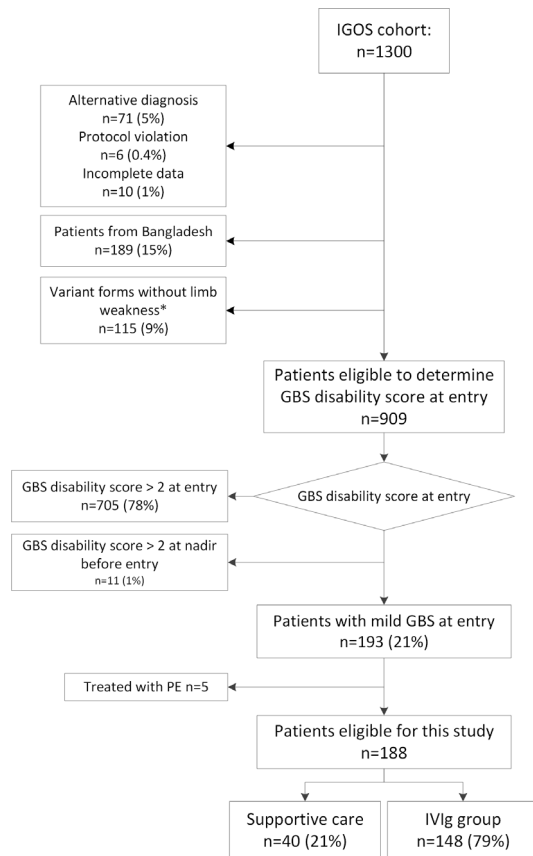 IGOS cohort:
n=1300
Alternative diagnosis
n=71 (5%)
Protocol violation
n=6 (0.4%)
Incomplete data
n=10 (1%)
Patients from Bangladesh
n=189 (15%)
Variant forms without limb
weakness*
n=115 (9%)
Patients eligible to determine
GBS disability score at entry
n=909
GBS disability score at entry
GBS disability score > 2 at entry
n=705 (78%)
GBS disability score > 2 at nadir
before entry
n=11 (1%)
Patients with mild GBS at entry
n=193 (21%)
Treated with PE n=5
Patients eligible for this study
n=188
Supportive care
n=40 (21%)
IVIg group
n=148 (79%)